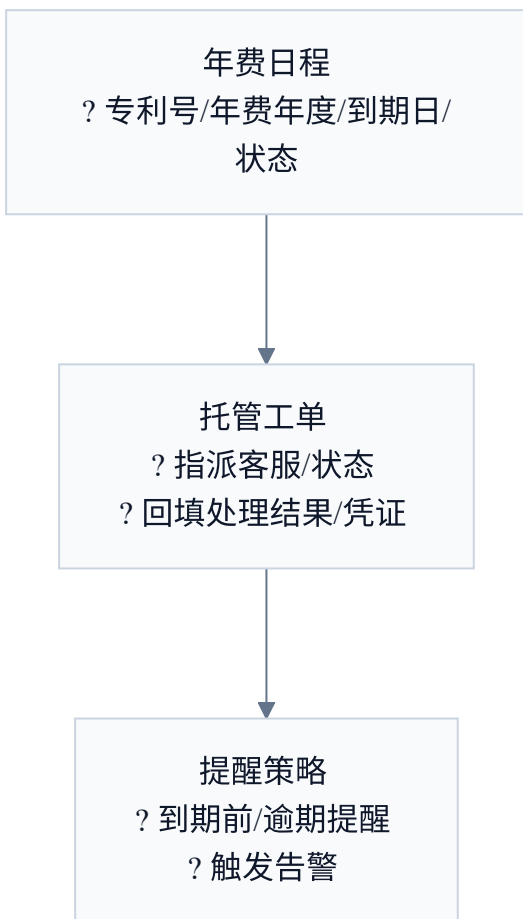 年费日程
? 专利号/年费年度/到期日/
状态
托管工单
? 指派客服/状态
? 回填处理结果/凭证
提醒策略
? 到期前/逾期提醒
? 触发告警